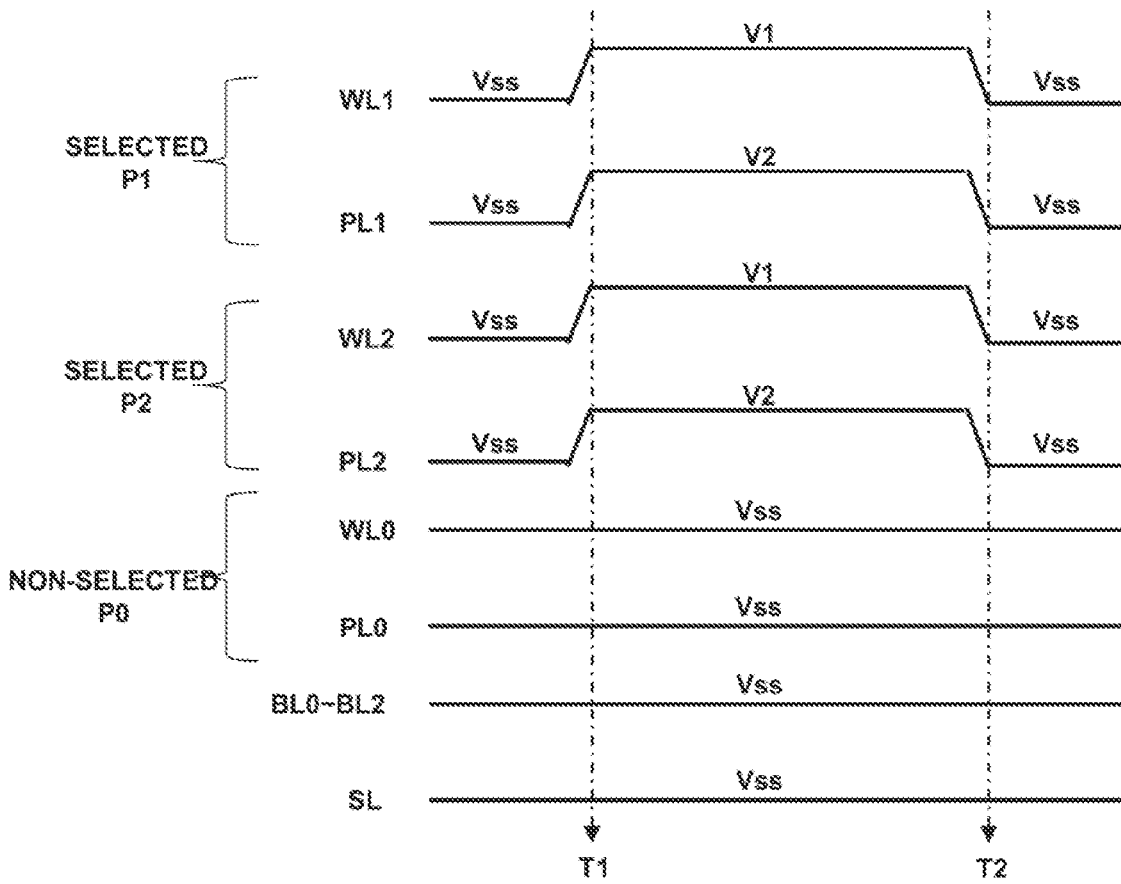 V1
Vss
Vss
WL1
SELECTED
P1
V2
Vss
Vss
PL1
V1
Vss
Vss
WL2
SELECTED
P2
V2
Vss
Vss
PL2
Vss
WL0
NON-SELECTED
P0
Vss
PL0
Vss
BL0~BL2
Vss
SL
T1
T2